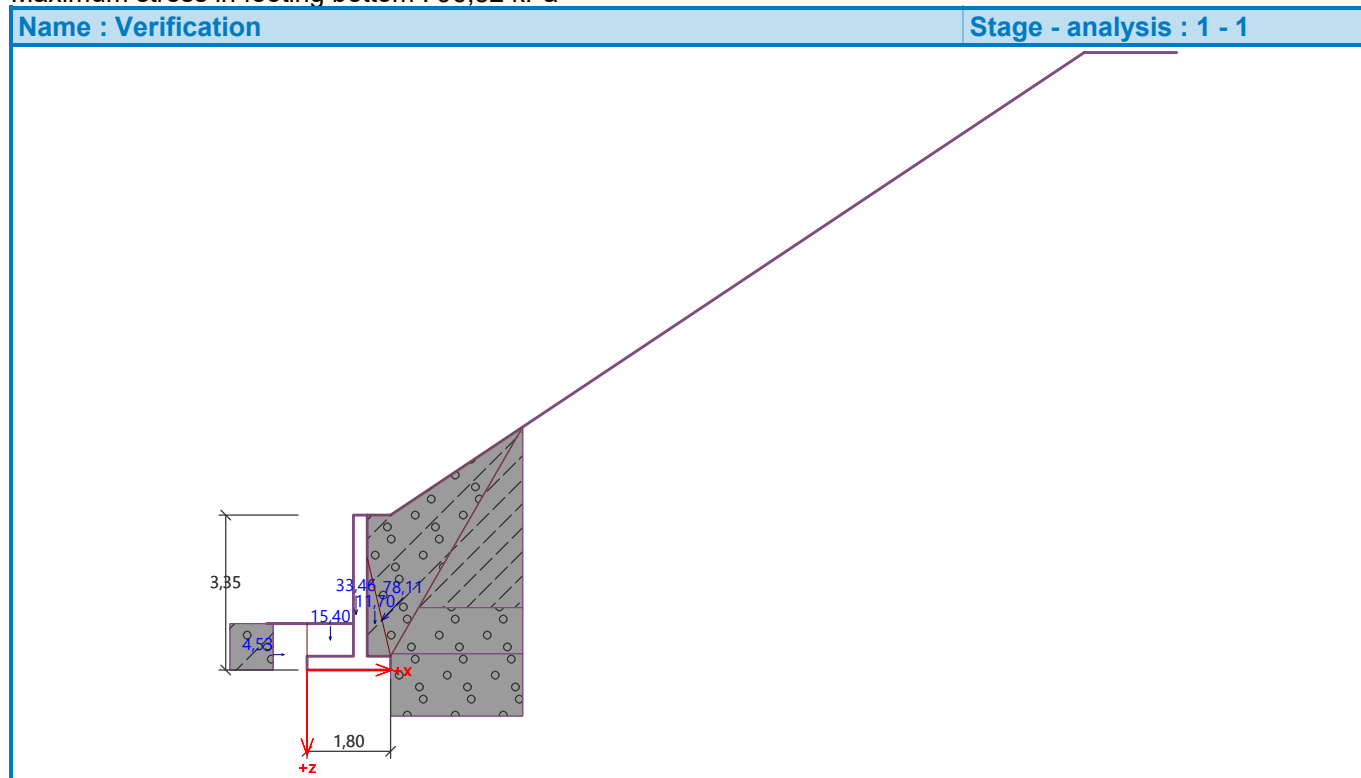 Name : Verification
Stage - analysis : 1 - 1
3,35
33,46
78,11
11,70
15,40
4,53
+x
1,80
+z